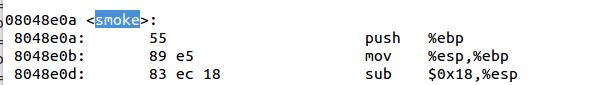 08048e0a <smoke>:
8048e0a: 55 push %ebp
8048e0b: 89 e5 mov %esp,%ebp
8048e0d: 83 ec 18 sub $0x18,%esp